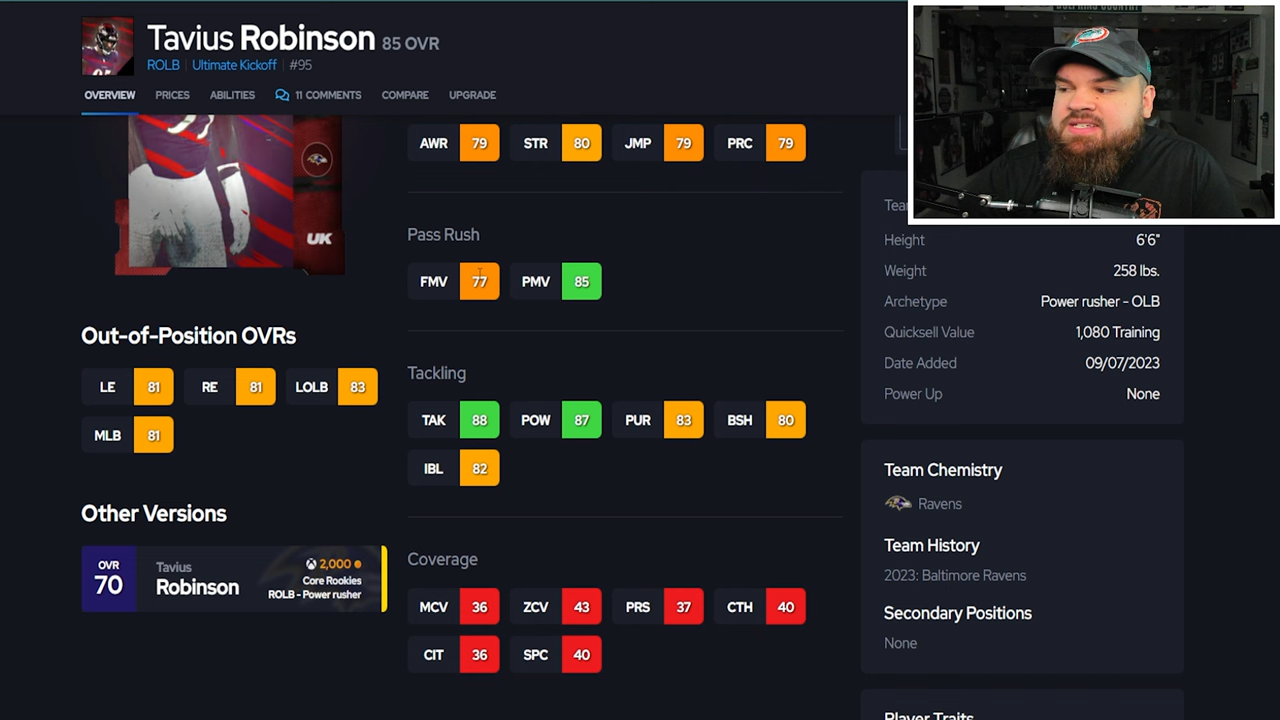 Tavius Robinson 85 OVR
ROLB | Ultimate Kickoff | #95
OVERVIEW PRICES ABILITIES 11 COMMENTS COMPARE UPGRADE
AWR 79 STR 80 JMP 79 PRC 79
Pass Rush
FMV 77 PMV 85
UK
Out-of-Position OVRs
LE 81 RE 81 LOLB 83
MLB 81
Tackling
TAK 88 POW 87 PUR 83 BSH 80
IBL 82
Other Versions
OVR
70
Tavius
Robinson
2,000
Core Rookies
ROLB - Power rusher
Coverage
MCV 36 ZCV 43 PRS 37 CTH 40
CIT 36 SPC 40
Height 6'6"
Weight 258 lbs.
Archetype Power rusher - OLB
Quicksell Value 1,080 Training
Date Added 09/07/2023
Power Up None
Team Chemistry
Ravens
Team History
2023: Baltimore Ravens
Secondary Positions
None
Player Traits